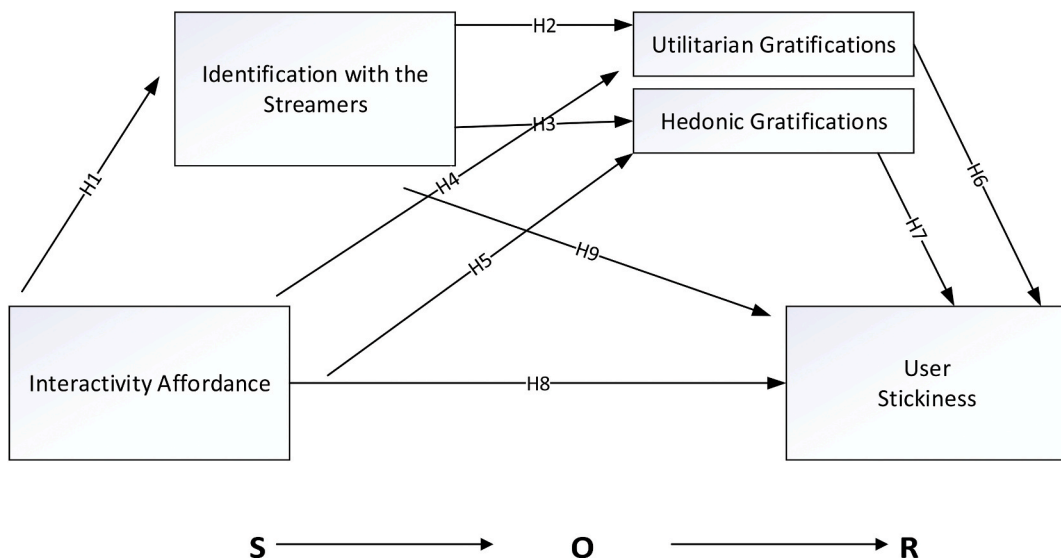 Identification with the
Streamers
H2
Utilitarian Gratifications
H3
Hedonic Gratifications
H1
H4
H5
H9
H6
H7
Interactivity Affordance
H8
User
Stickiness
S
O
R